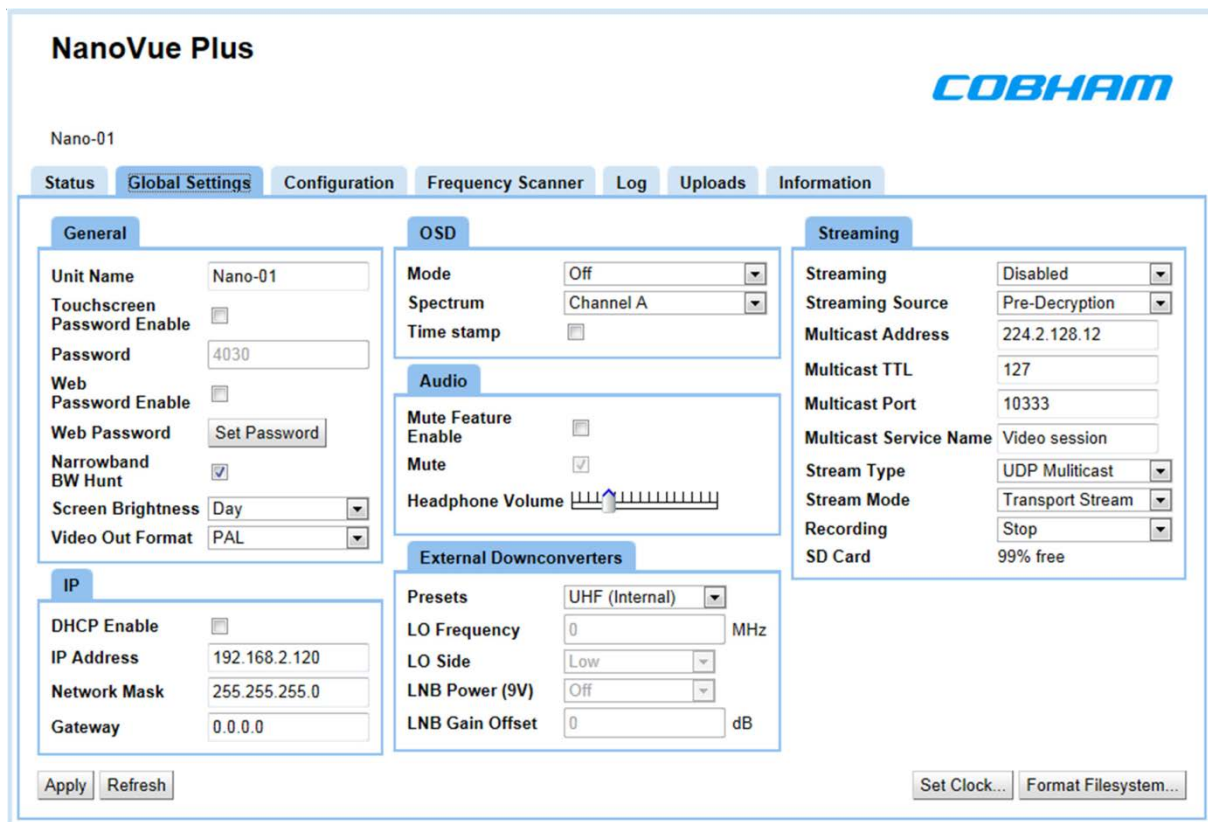 NanoVue Plus
COBHAM
Nano-01
Status Global Settings Configuration Frequency Scanner Log Uploads Information
General
Unit Name Nano-01
Touchscreen
Password Enable
Password 4030
Web
Password Enable
Web Password Set Password
Narrowband
BW Hunt
Screen Brightness Day
Video Out Format PAL
IP
DHCP Enable
IP Address 192.168.2.120
Network Mask 255.255.255.0
Gateway 0.0.0.0
OSD
Mode Off
Spectrum Channel A
Time stamp
Audio
Mute Feature
Enable
Mute
Headphone Volume
External Downconverters
Presets UHF (Internal)
LO Frequency 0 MHz
LO Side Low
LNB Power (9V) Off
LNB Gain Offset 0 dB
Streaming
Streaming Disabled
Streaming Source Pre-Decryption
Multicast Address 224.2.128.12
Multicast TTL 127
Multicast Port 10333
Multicast Service Name Video session
Stream Type UDP Muliticast
Stream Mode Transport Stream
Recording Stop
SD Card 99% free
Apply Refresh Set Clock... Format Filesystem...